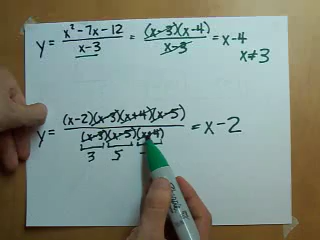 y = (x² - 7x - 12)/(x - 3) = (x - 3)(x - 4)/(x - 3) = x - 4
x ≠ 3
y = (x - 2)(x - 3)(x + 4)(x - 5)/(x - 3)(x - 5)(x + 4) = x - 2
3 5